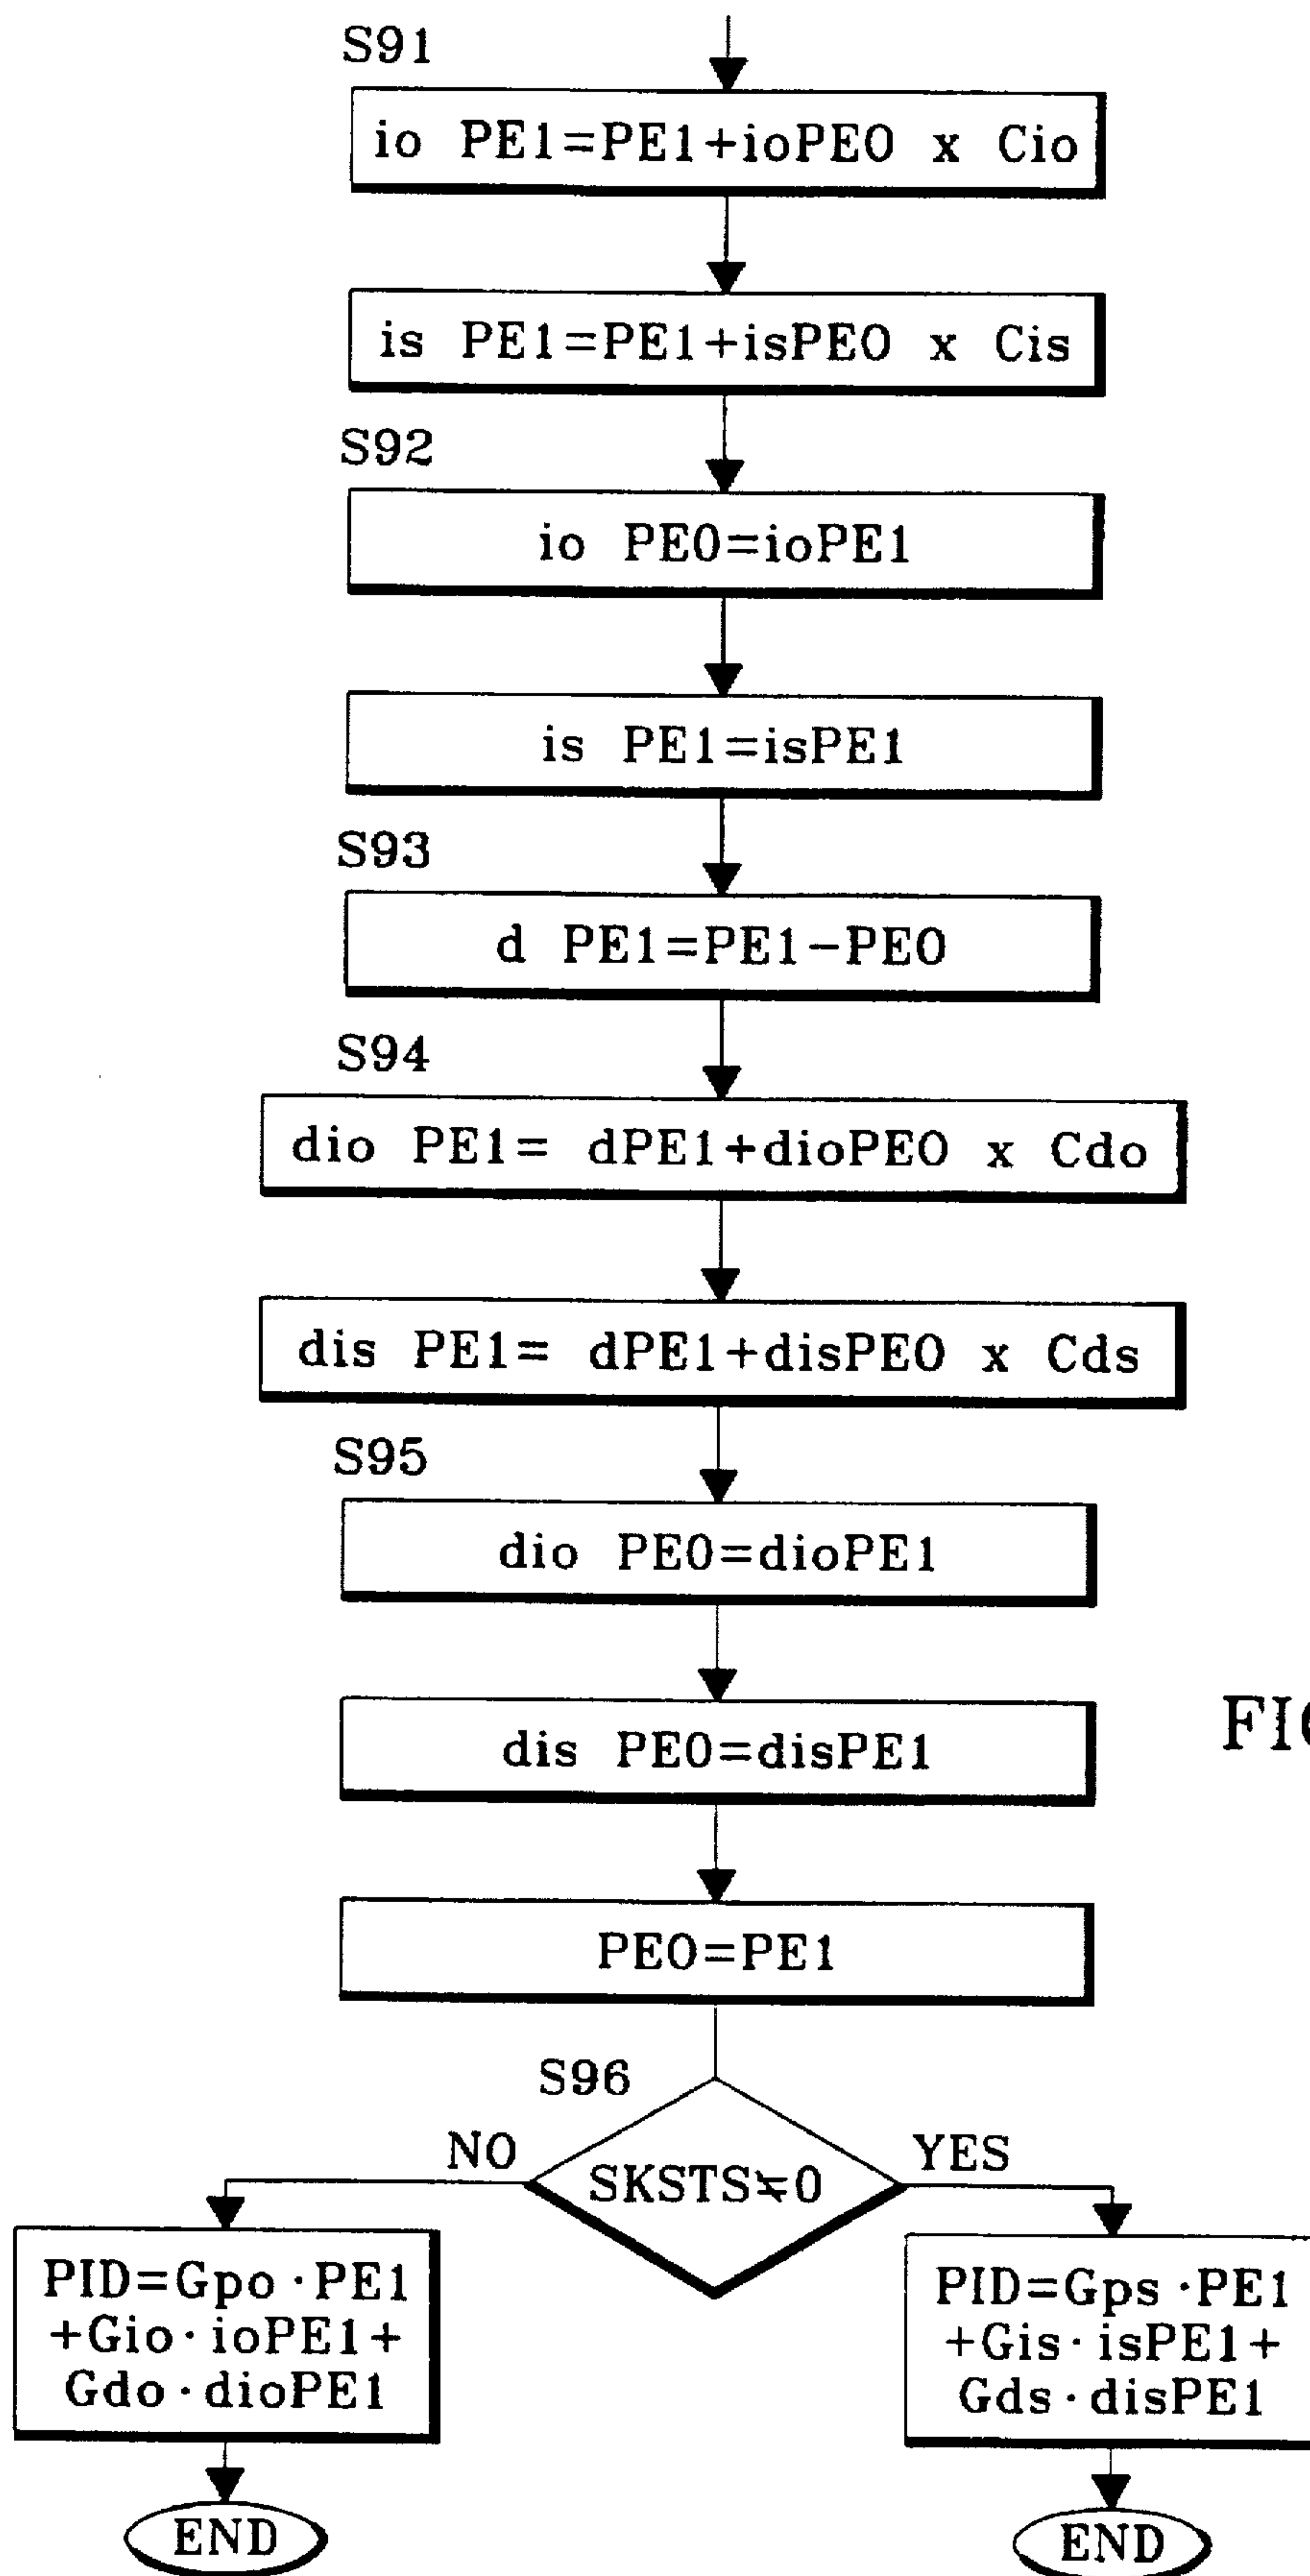 S91
io PE1=PE1+ioPE0 x Cio
is PE1=PE1+isPE0 x Cis
S92
io PE0=ioPE1
is PE1=isPE1
S93
d PE1=PE1-PE0
S94
dio PE1= dPE1+dioPE0 x Cdo
dis PE1= dPE1+disPE0 x Cds
S95
dio PE0=dioPE1
dis PE0=disPE1
PE0=PE1
S96
NO
SKSTS≠0
YES
PID=Gpo·PE1
+Gio·ioPE1+
Gdo·dioPE1
PID=Gps·PE1
+Gis·isPE1+
Gds·disPE1
END
END